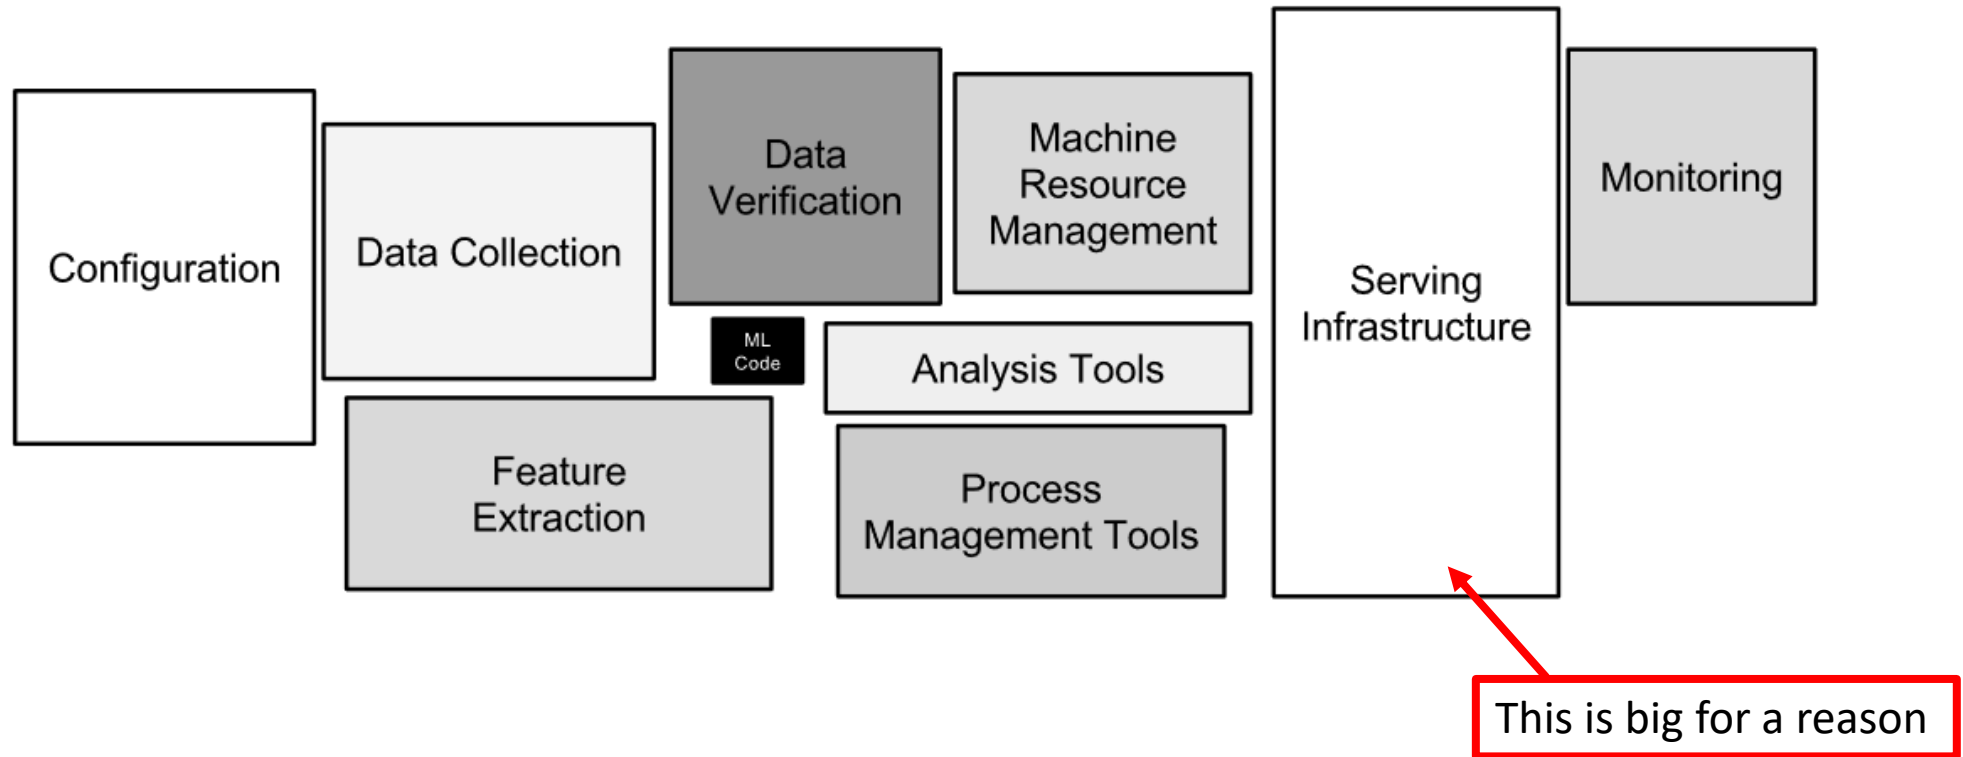 Configuration
Data Collection
Feature
Extraction
Data
Verification
ML
Code
Machine
Resource
Management
Analysis Tools
Process
Management Tools
Serving
Infrastructure
Monitoring
This is big for a reason